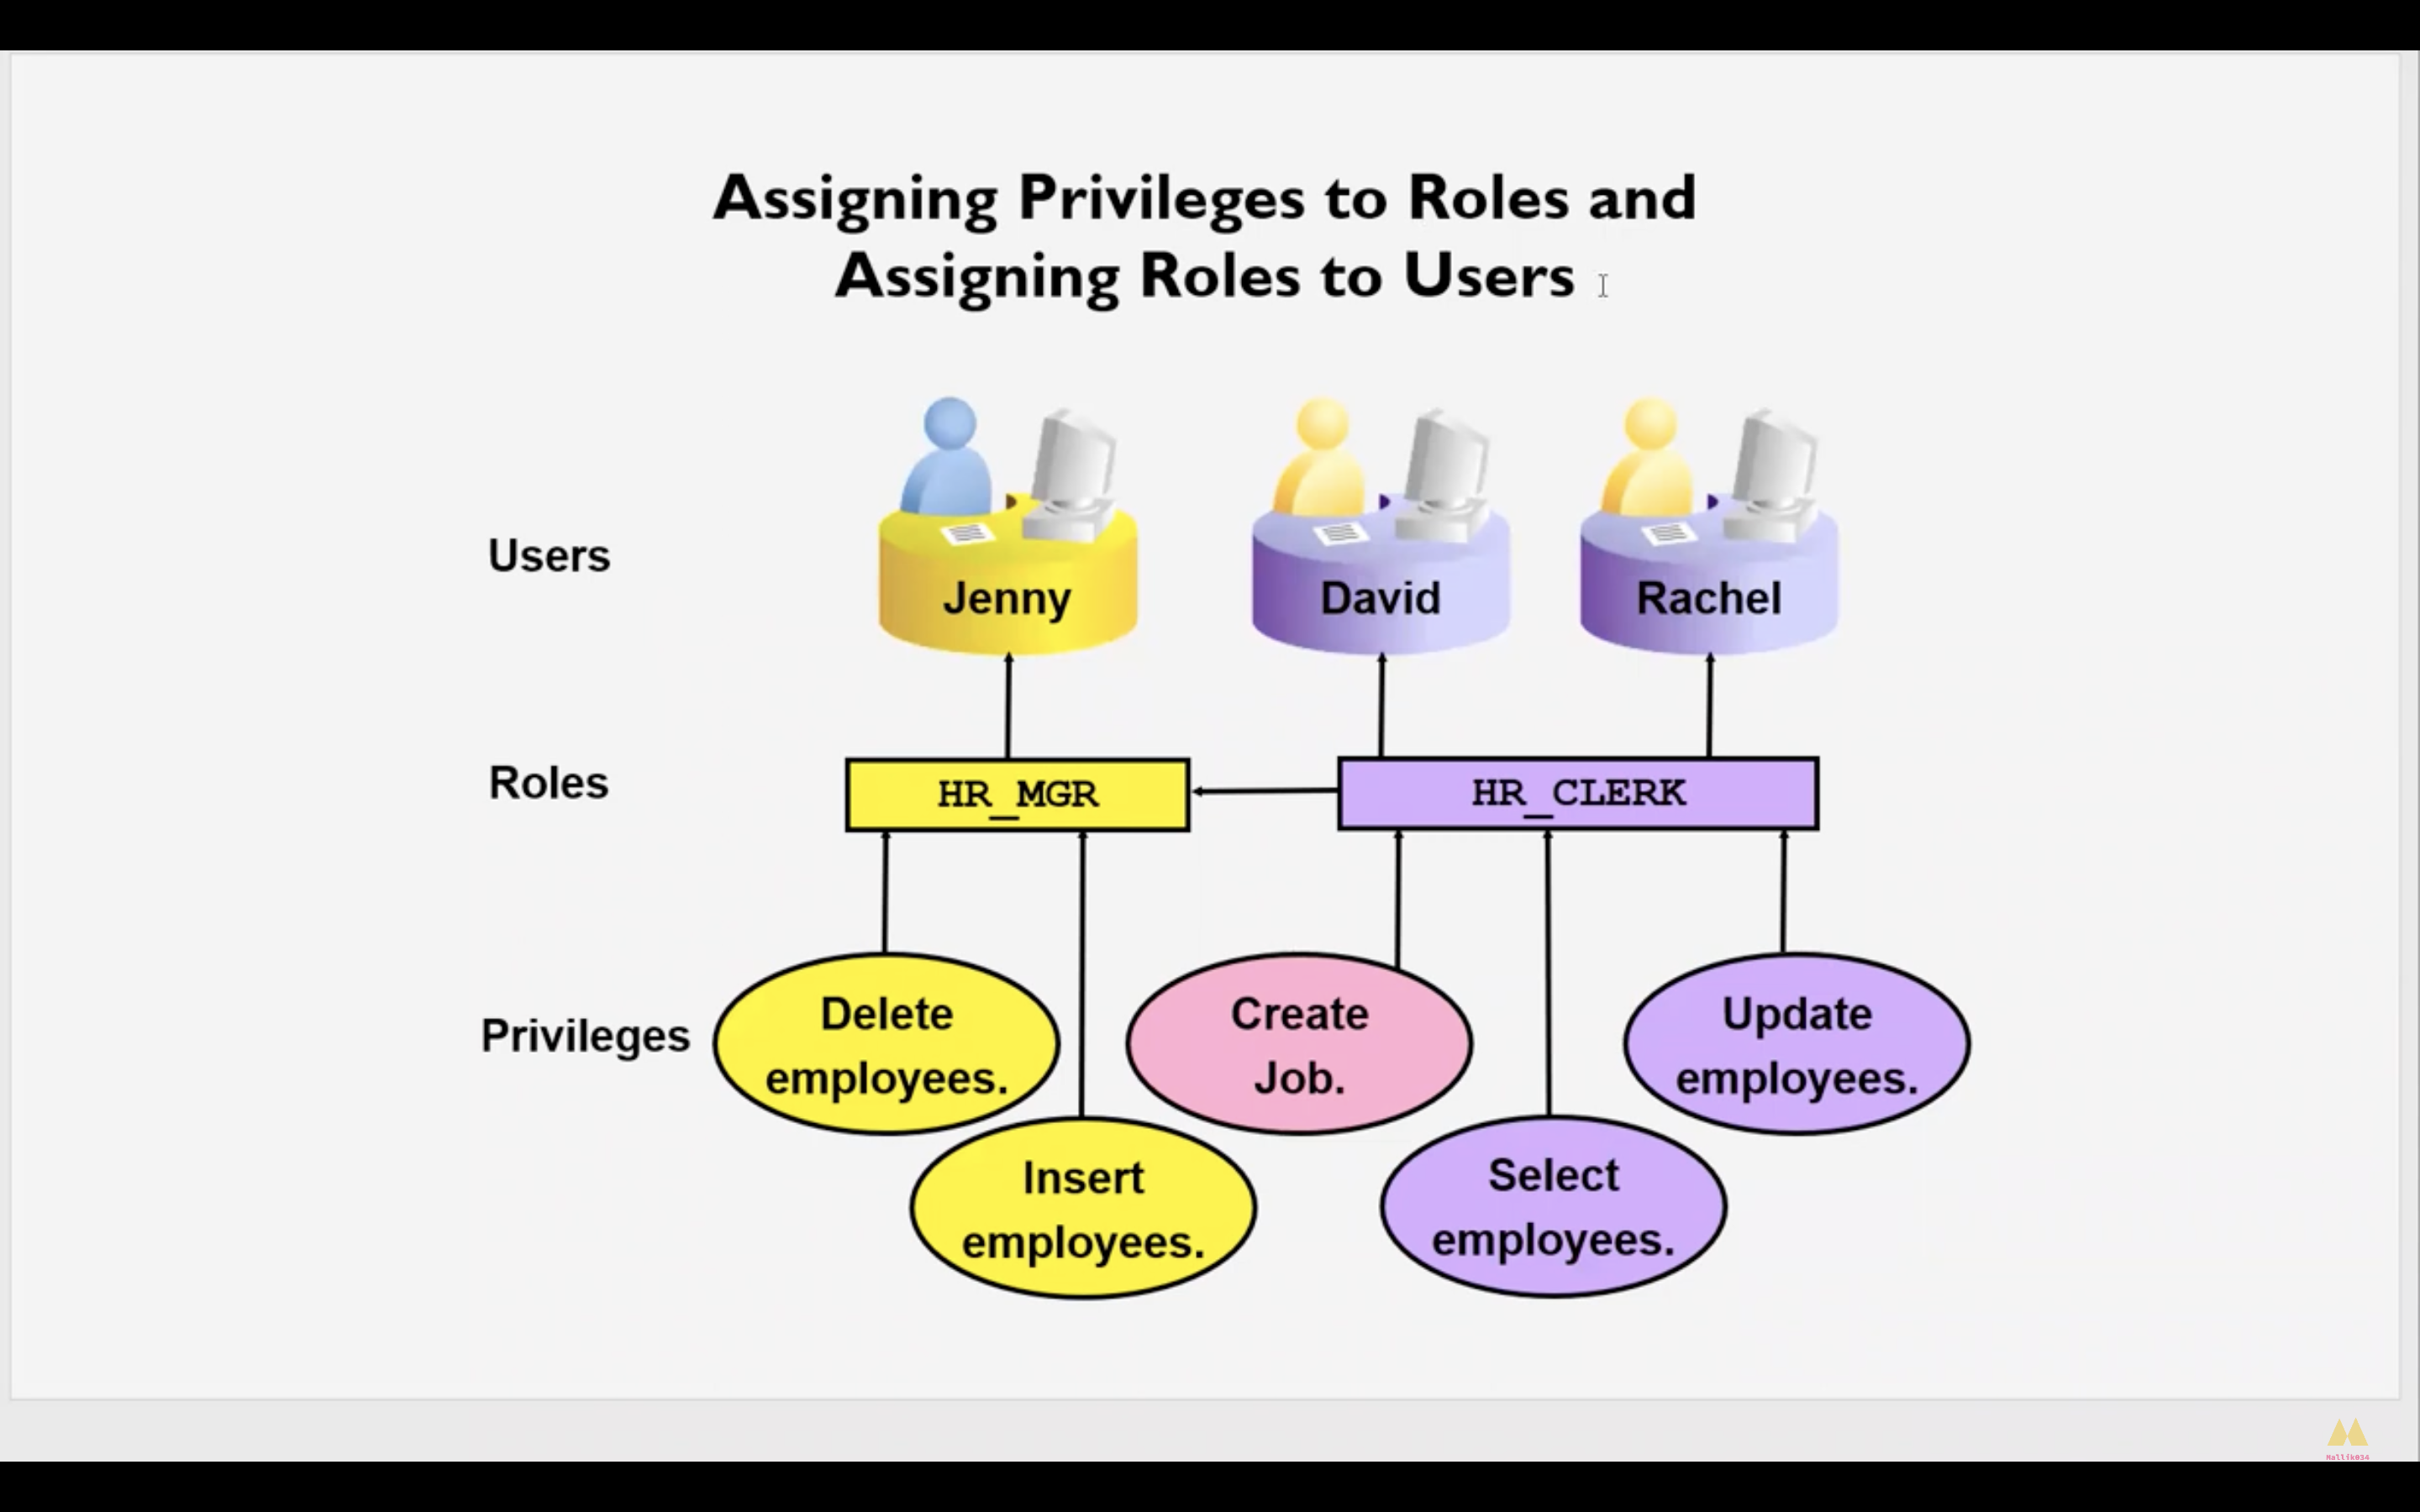 Assigning Privileges to Roles and
Assigning Roles to Users
Users
Jenny
David
Rachel
Roles
HR_MGR
HR_CLERK
Privileges
Delete
employees.
Create
Job.
Update
employees.
Insert
employees.
Select
employees.
Mallik034